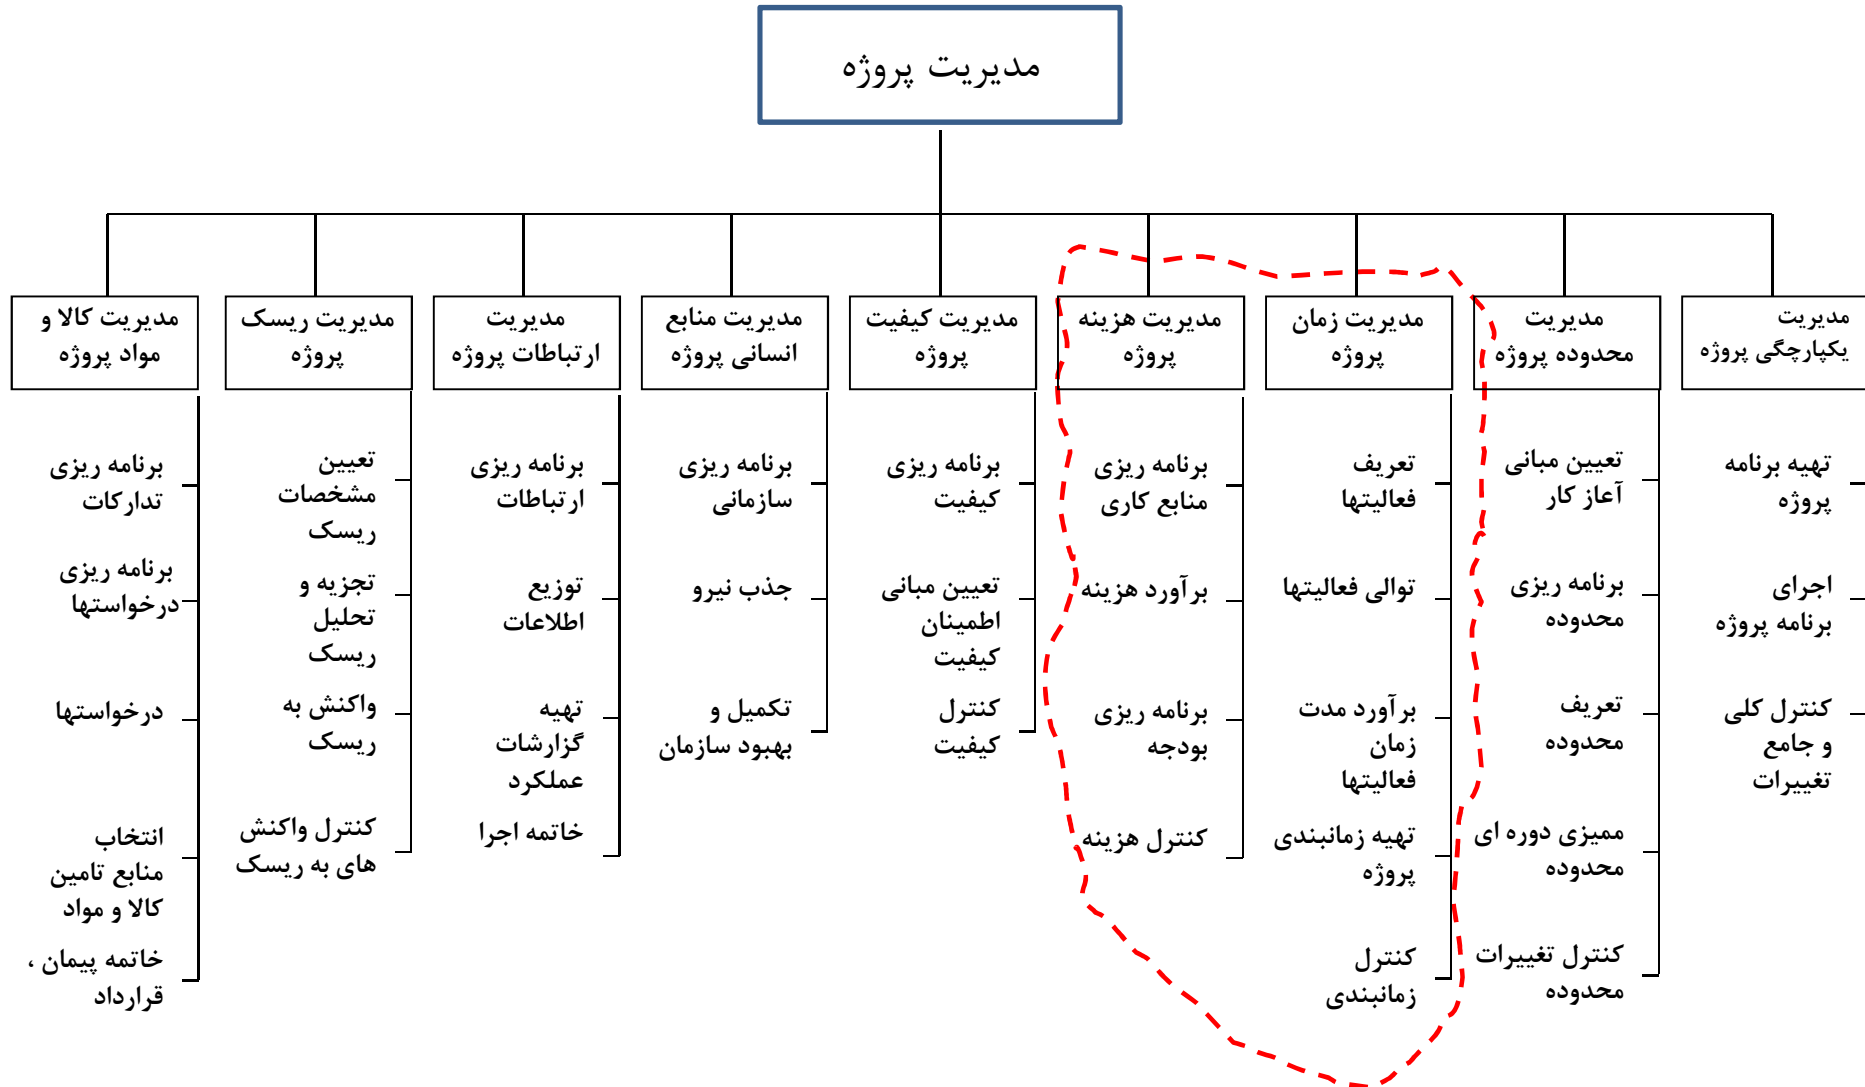 مدیریت پروژه
مدیریت
یکپارچگی پروژه
تهیه برنامه
پروژه
اجرای
برنامه پروژه
کنترل کلی
و جامع
تغییرات
مدیریت
محدوده پروژه
تعیین مبانی
آعاز کار
برنامه ریزی
محدوده
تعریف
محدوده
ممیزی دوره ای
محدوده
کنترل تغییرات
محدوده
مدیریت زمان
پروژه
تعریف
فعالیتها
توالی فعالیتها
برآورد مدت
زمان
فعالیتها
تهیه زمانبندی
پروژه
کنترل
زمانبندی
مدیریت هزینه
پروژه
برنامه ریزی
منابع کاری
برآورد هزینه
برنامه ریزی
بودجه
کنترل هزینه
مدیریت کیفیت
پروژه
برنامه ریزی
کیفیت
تعیین مبانی
اطمینان
کیفیت
کنترل
کیفیت
مدیریت منابع
انسانی پروژه
برنامه ریزی
سازمانی
جذب نیرو
تکمیل و
بهبود سازمان
مدیریت
ارتباطات پروژه
برنامه ریزی
ارتباطات
توزیع
اطلاعات
تهیه
گزارشات
عملکرد
خاتمه اجرا
مدیریت ریسک
پروژه
تعیین
مشخصات
ریسک
تجزیه و
تحلیل
ریسک
واکنش به
ریسک
کنترل واکنش
های به ریسک
مدیریت کالا و
مواد پروژه
برنامه ریزی
تدارکات
برنامه ریزی
درخواستها
درخواستها
انتخاب
منابع تامین
کالا و مواد
خاتمه پیمان ،
قرارداد